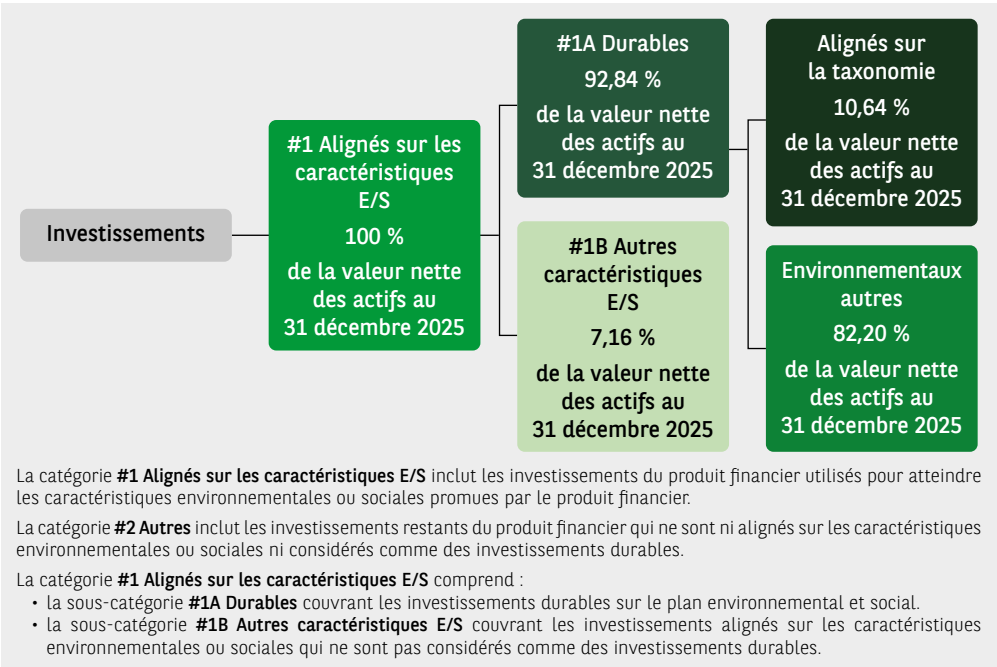 Investissements
#1 Alignés sur les
caractéristiques
E/S
100 %
de la valeur nette
des actifs au
31 décembre 2025
#1A Durables
92,84 %
de la valeur nette
des actifs au
31 décembre 2025
#1B Autres
caractéristiques
E/S
7,16 %
de la valeur nette
des actifs au
31 décembre 2025
Alignés sur
la taxonomie
10,64 %
de la valeur nette
des actifs au
31 décembre 2025
Environnementaux
autres
82,20 %
de la valeur nette
des actifs au
31 décembre 2025
La catégorie #1 Alignés sur les caractéristiques E/S inclut les investissements du produit financier utilisés pour atteindre
les caractéristiques environnementales ou sociales promues par le produit financier.
La catégorie #2 Autres inclut les investissements restants du produit financier qui ne sont ni alignés sur les caractéristiques
environnementales ou sociales ni considérés comme des investissements durables.
La catégorie #1 Alignés sur les caractéristiques E/S comprend :
• la sous-catégorie #1A Durables couvrant les investissements durables sur le plan environnemental et social.
• la sous-catégorie #1B Autres caractéristiques E/S couvrant les investissements alignés sur les caractéristiques
environnementales ou sociales qui ne sont pas considérés comme des investissements durables.